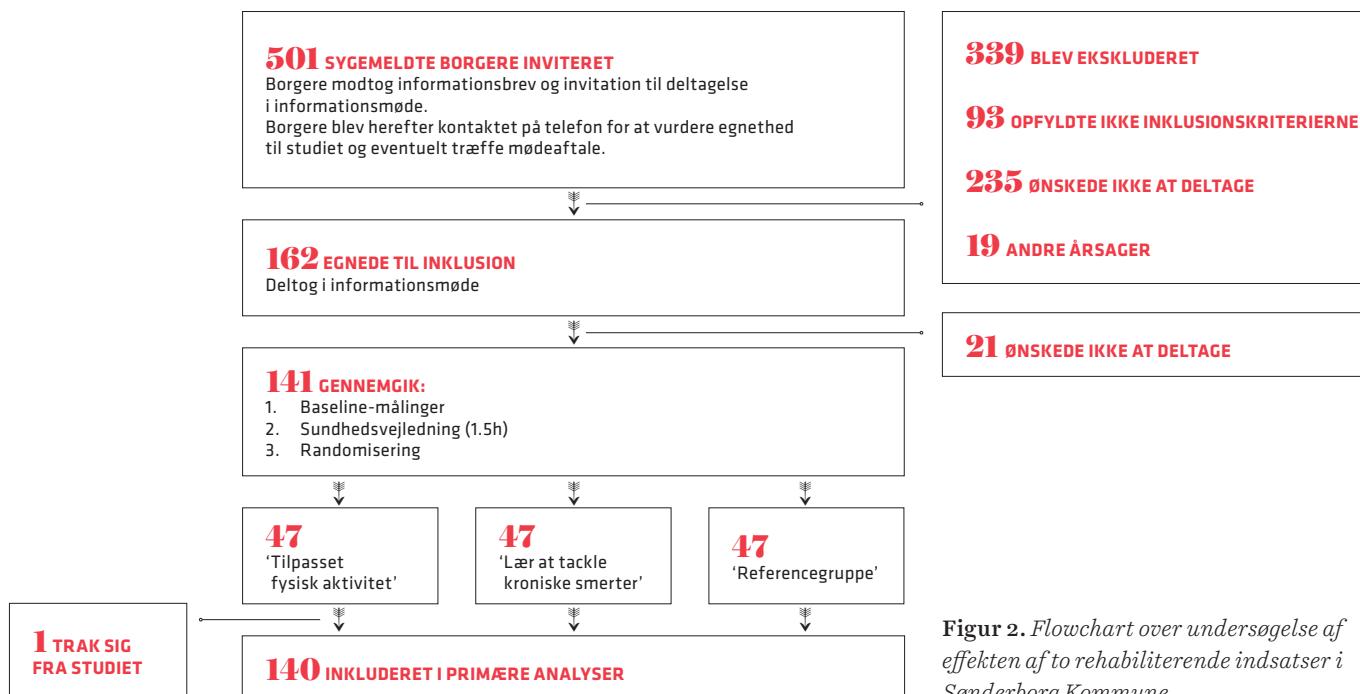 501 SYGEMELDTE BORGERE INVITERET
Borgere modtog informationsbrev og invitation til deltagelse
i informationsmøde.
Borgere blev herefter kontaktet på telefon for at vurdere egnethed
til studiet og eventuelt træffe mødeaftale.
339 BLEV EKSKLUDERET
93 OPFYLDTE IKKE INKLUSIONSKRITERIERNE
235 ØNSKEDE IKKE AT DELTAGE
19 ANDRE ÅRSAGER
162 EGNEDE TIL INKLUSION
Deltog i informationsmøde
21 ØNSKEDE IKKE AT DELTAGE
141 GENNEMGIK:
1. Baseline-målinger
2. Sundhedsvejledning (1.5h)
3. Randomisering
47
‘Tilpasset
fysisk aktivitet’
47
‘Lær at tackle
kroniske smerter’
47
‘Referencegruppe’
1 TRAK SIG
FRA STUDIET
140 INKLUDERET I PRIMÆRE ANALYSER
Figur 2. Flowchart over undersøgelse af
effekten af to rehabiliterende indsatser i
Sønderborg Kommune